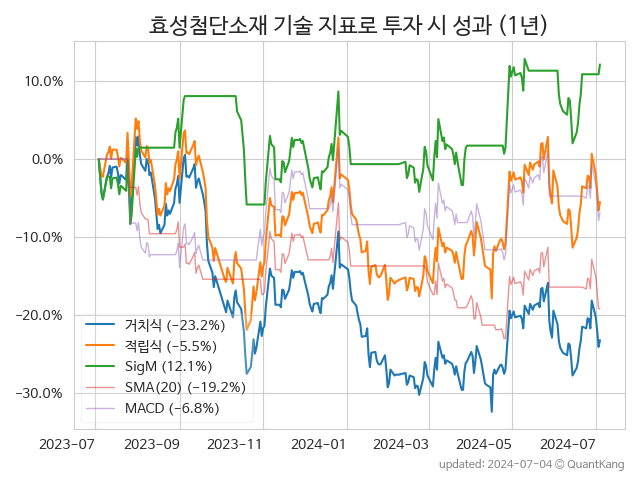 효성첨단소재 기술 지표로 투자 시 성과 (1년)
10.0%
0.0%
−10.0%
−20.0%
−30.0%
거치식 (−23.2%)
적립식 (−5.5%)
SigM (12.1%)
SMA(20) (−19.2%)
MACD (−6.8%)
2023-07 2023-09 2023-11 2024-01 2024-03 2024-05 2024-07
updated: 2024-07-04 © QuantKang